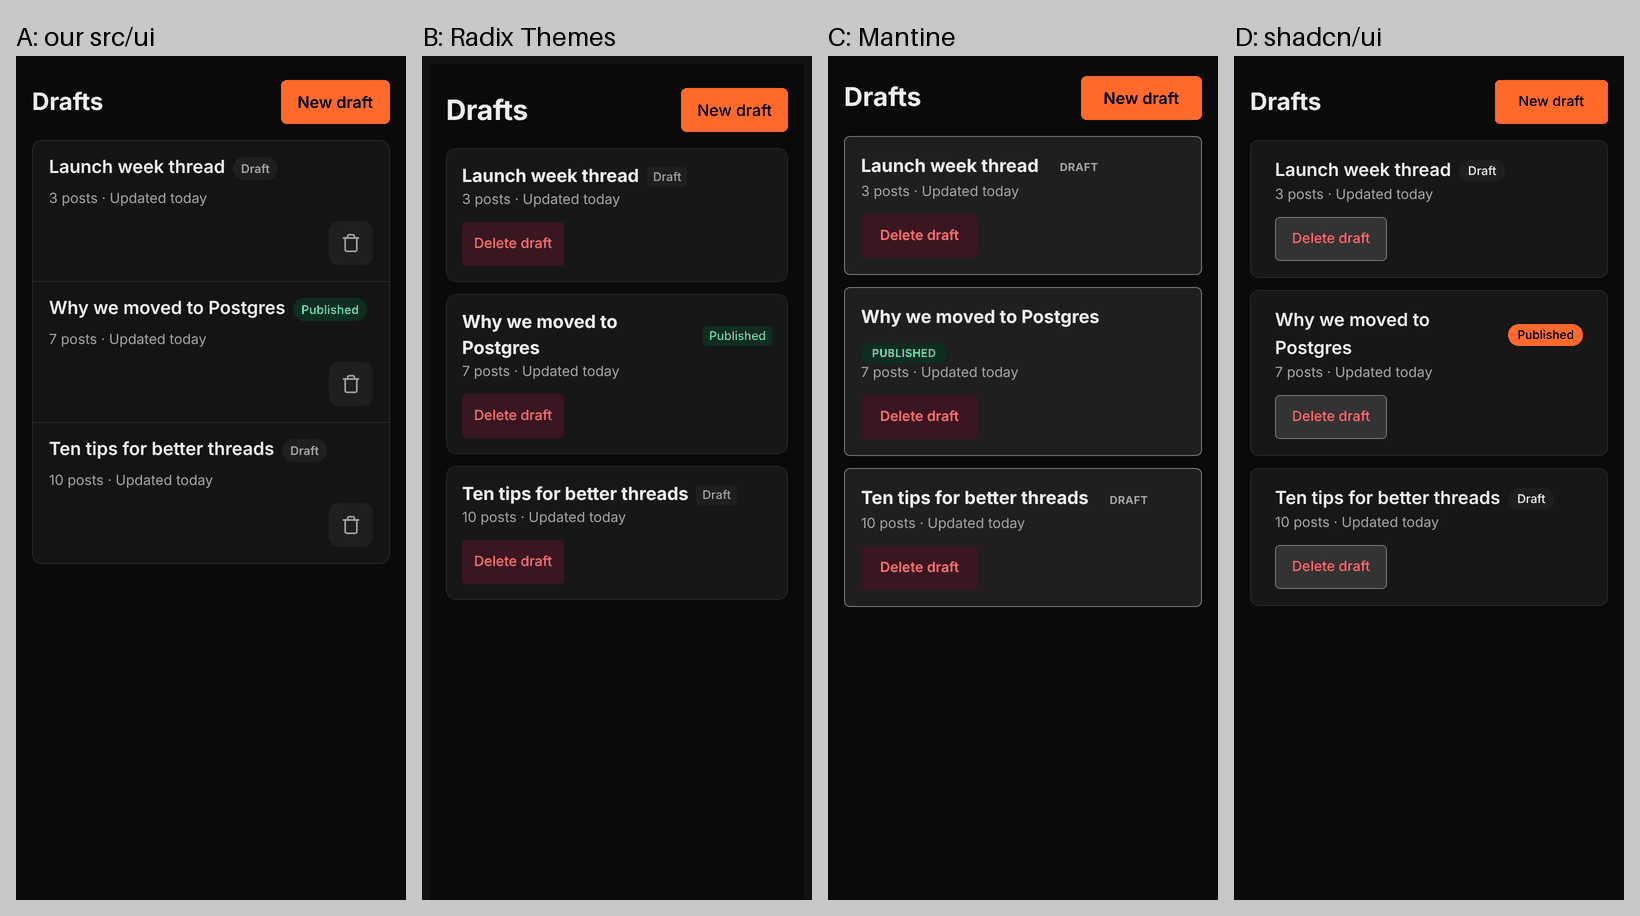 A: our src/ui
Drafts
New draft
Launch week thread Draft
3 posts · Updated today
Why we moved to Postgres Published
7 posts · Updated today
Ten tips for better threads Draft
10 posts · Updated today
B: Radix Themes
Drafts
New draft
Launch week thread Draft
3 posts · Updated today
Delete draft
Why we moved to
Postgres
Published
7 posts · Updated today
Delete draft
Ten tips for better threads Draft
10 posts · Updated today
Delete draft
C: Mantine
Drafts
New draft
Launch week thread DRAFT
3 posts · Updated today
Delete draft
Why we moved to Postgres
PUBLISHED
7 posts · Updated today
Delete draft
Ten tips for better threads DRAFT
10 posts · Updated today
Delete draft
D: shadcn/ui
Drafts
New draft
Launch week thread Draft
3 posts · Updated today
Delete draft
Why we moved to
Postgres
Published
7 posts · Updated today
Delete draft
Ten tips for better threads Draft
10 posts · Updated today
Delete draft